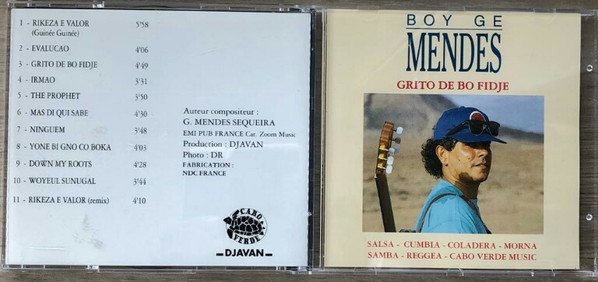 1 - RIKEZA E VALOR 5'58
(Guinée Guinée)
2 - EVALUCAO 4'06
3 - GRITO DE BO FIDJE 4'49
4 - IRMAO 3'31
5 - THE PROPHET 3'50
6 - MAS DI QUI SABE 4'30
7 - NINGUEM 3'48
8 - YONE BI GNO CO BOKA 4'03
9 - DOWN MY ROOTS 4'28
10 - WOYEUL SUNUGAL 3'44
11 - RIKEZA E VALOR (remix) 4'10
Auteur compositeur :
G. MENDES SEQUEIRA
EMI PUB FRANCE Cat. Zoom Music
Production : DJAVAN
Photo : DR
FABRICATION :
NDC FRANCE
CABO
VERDE
- DJAVAN -
BOY GE
MENDES
GRITO DE BO FIDJE
SALSA - CUMBIA - COLADERA - MORNA
SAMBA - REGGEA - CABO VERDE MUSIC